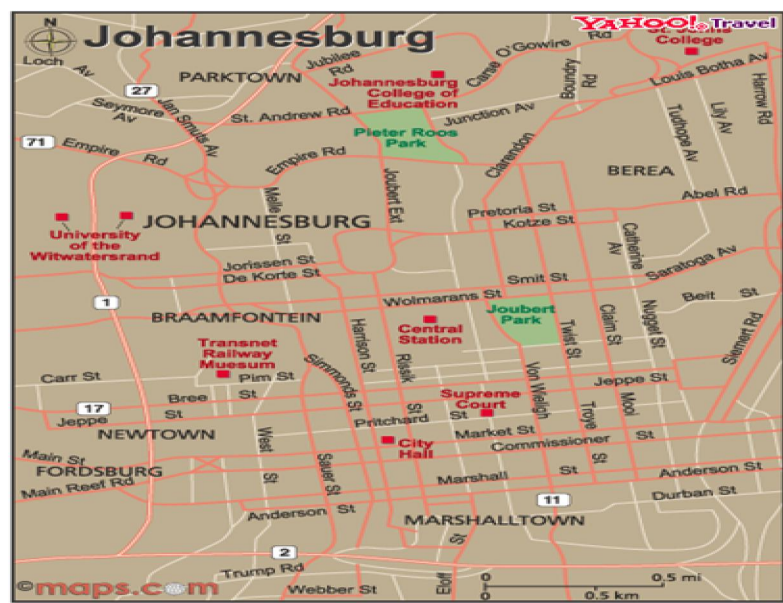 N
Johannesburg
YAHOO! Travel
Loch Av
PARKTOWN
Jubilee Rd
Johannesburg
College of
Education
Carse O'Gowire Rd
St. Johns
College
Boundry Rd
Louis Botha Av
Harrow Rd
27
Seymore Av
Jan Smuts Av
St. Andrew Rd
Pieter Roos
Park
Junction Av
Clarendon
Tudhope Av
Lily Av
71
Empire Rd
Empire Rd
BEREA
Abel Rd
Melle St
Joubert Ext
Pretoria St
Kotze St
JOHANNESBURG
University
of the
Witwatersrand
Catherine Av
Jorissen St
De Korte St
Smit St
Saratoga Av
1
Wolmarans St
Beit St
BRAAMFONTEIN
Joubert
Park
Central
Station
Transnet
Railway
Muesum
Harrison St
Rissik St
Twist St
Claim St
Nugget St
Siemert Rd
Carr St
Pim St
Simmonds St
Von Wieligh
Jeppe St
Bree St
17
Jeppe St
Supreme
Court
Pritchard St
Troye St
Mooi
NEWTOWN
West St
City
Hall
Market St
Commissioner St
Main St
FORDSBURG
Main Reef Rd
Sauer St
Marshall St
Anderson St
Durban St
11
Anderson St
MARSHALLTOWN
2
Trump Rd
Webber St
Eloff St
0 0.5 mi
0 0.5 km
©maps.com